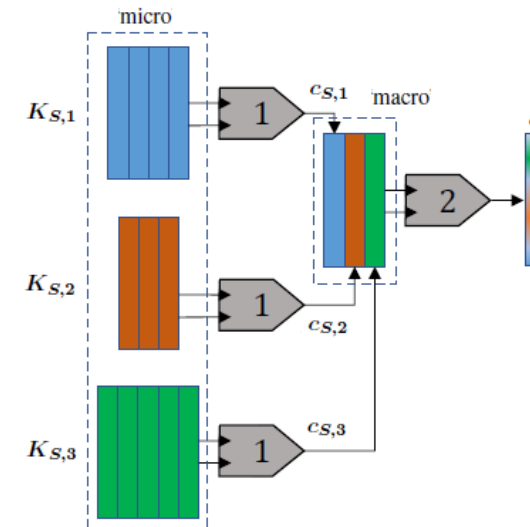 'micro'
K_{S,1}
1
c_{S,1}
'macro'
2
K_{S,2}
1
c_{S,2}
K_{S,3}
1
c_{S,3}